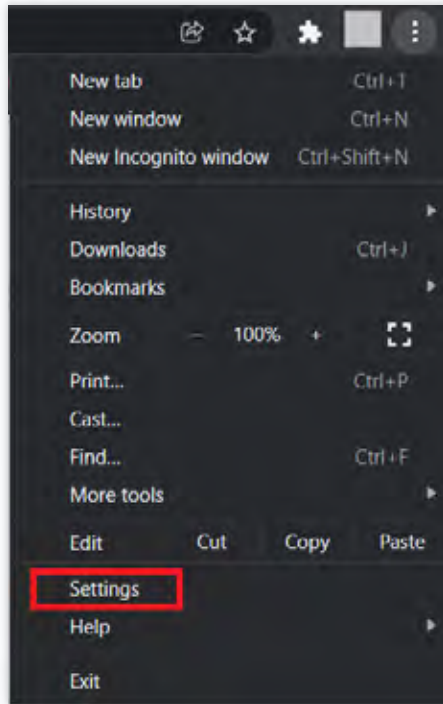 New tab Ctrl+T
New window Ctrl+N
New Incognito window Ctrl+Shift+N
History
Downloads Ctrl+J
Bookmarks
Zoom – 100% +
Print... Ctrl+P
Cast...
Find... Ctrl+F
More tools
Edit Cut Copy Paste
Settings
Help
Exit